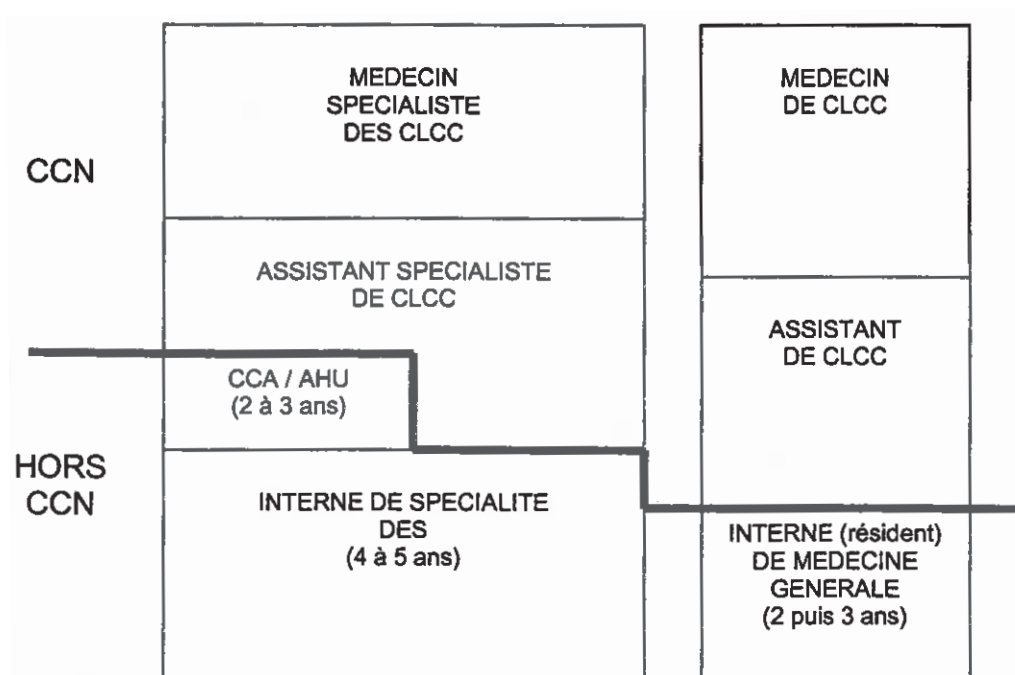 MEDECIN
SPECIALISTE
DES CLCC
MEDECIN
DE CLCC
CCN
ASSISTANT SPECIALISTE
DE CLCC
ASSISTANT
DE CLCC
CCA / AHU
(2 à 3 ans)
HORS
CCN
INTERNE DE SPECIALITE
DES
(4 à 5 ans)
INTERNE (résident)
DE MEDECINE
GENERALE
(2 puis 3 ans)